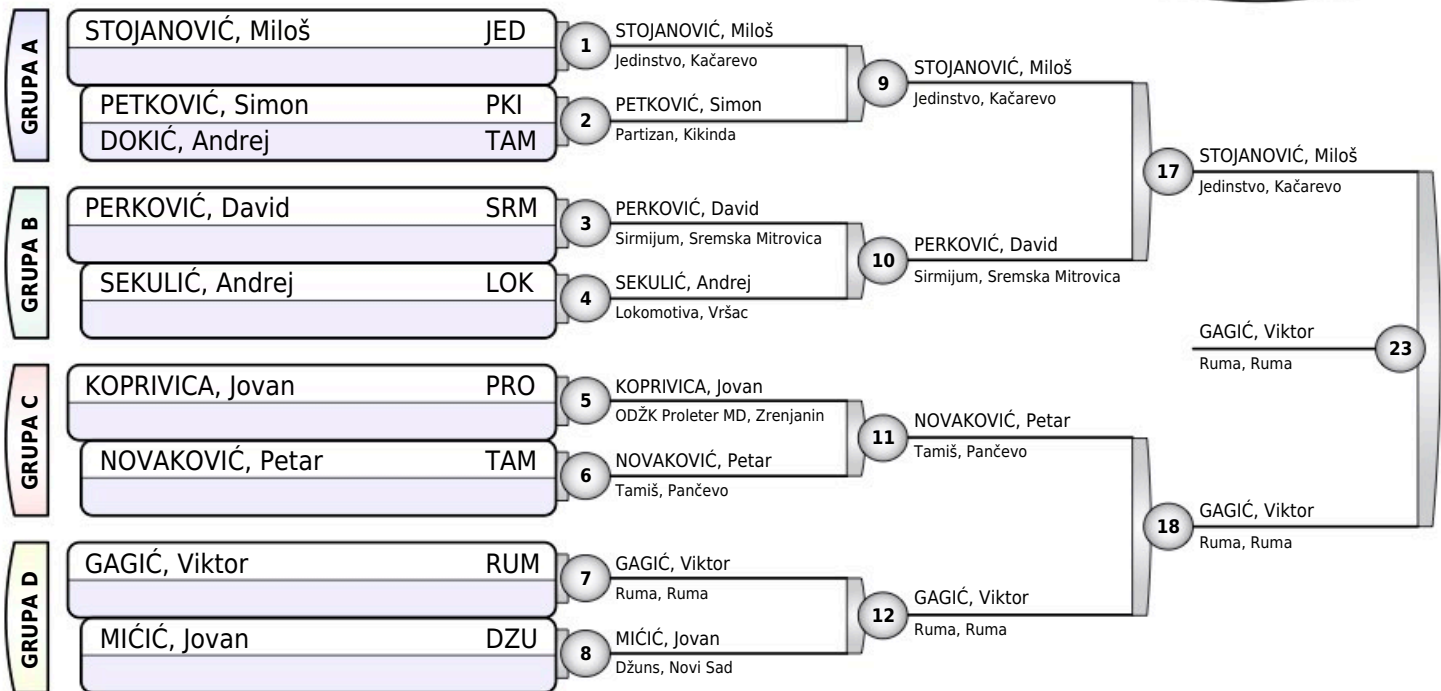 GRUPA A
STOJANOVIĆ, Miloš JED
PETKOVIĆ, Simon PKI
DOKIĆ, Andrej TAM
GRUPA B
PERKOVIĆ, David SRM
SEKULIĆ, Andrej LOK
GRUPA C
KOPRIVICA, Jovan PRO
NOVAKOVIĆ, Petar TAM
GRUPA D
GAGIĆ, Viktor RUM
MIĆIĆ, Jovan DZU
1
STOJANOVIĆ, Miloš
Jedinstvo, Kačarevo
2
PETKOVIĆ, Simon
Partizan, Kikinda
3
PERKOVIĆ, David
Sirmijum, Sremska Mitrovica
4
SEKULIĆ, Andrej
Lokomotiva, Vršac
5
KOPRIVICA, Jovan
ODŽK Proleter MD, Zrenjanin
6
NOVAKOVIĆ, Petar
Tamiš, Pančevo
7
GAGIĆ, Viktor
Ruma, Ruma
8
MIĆIĆ, Jovan
Džuns, Novi Sad
9
STOJANOVIĆ, Miloš
Jedinstvo, Kačarevo
10
PERKOVIĆ, David
Sirmijum, Sremska Mitrovica
11
NOVAKOVIĆ, Petar
Tamiš, Pančevo
12
GAGIĆ, Viktor
Ruma, Ruma
17
STOJANOVIĆ, Miloš
Jedinstvo, Kačarevo
18
GAGIĆ, Viktor
Ruma, Ruma
GAGIĆ, Viktor
Ruma, Ruma
23